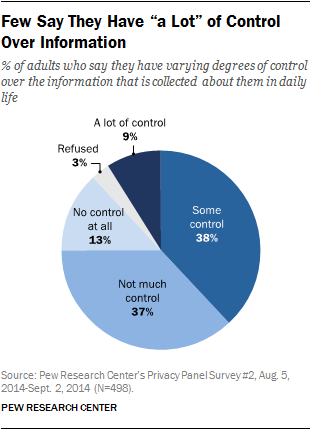 Few Say They Have “a Lot” of Control
Over Information
% of adults who say they have varying degrees of control
over the information that is collected about them in daily
life
A lot of control
9%
Refused
3%
No control
at all
13%
Some
control
38%
Not much
control
37%
Source: Pew Research Center’s Privacy Panel Survey #2, Aug. 5,
2014-Sept. 2, 2014 (N=498).
PEW RESEARCH CENTER